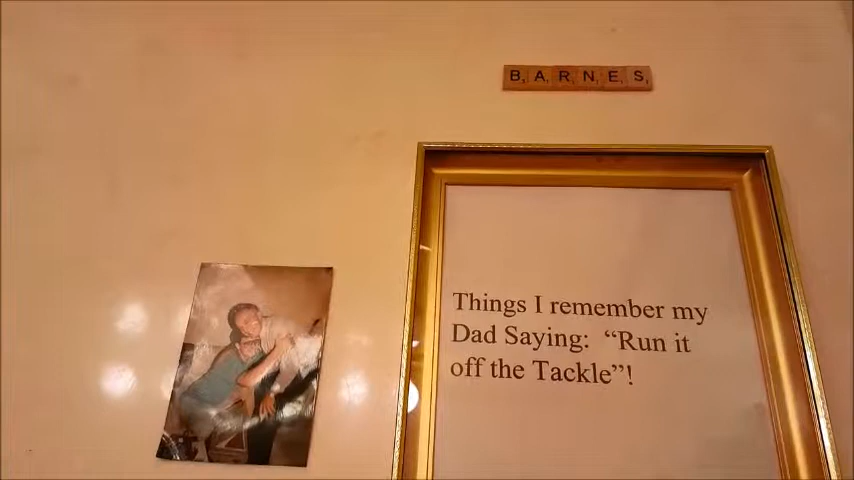 BARNES
Things I remember my
Dad Saying: “Run it
off the Tackle”!